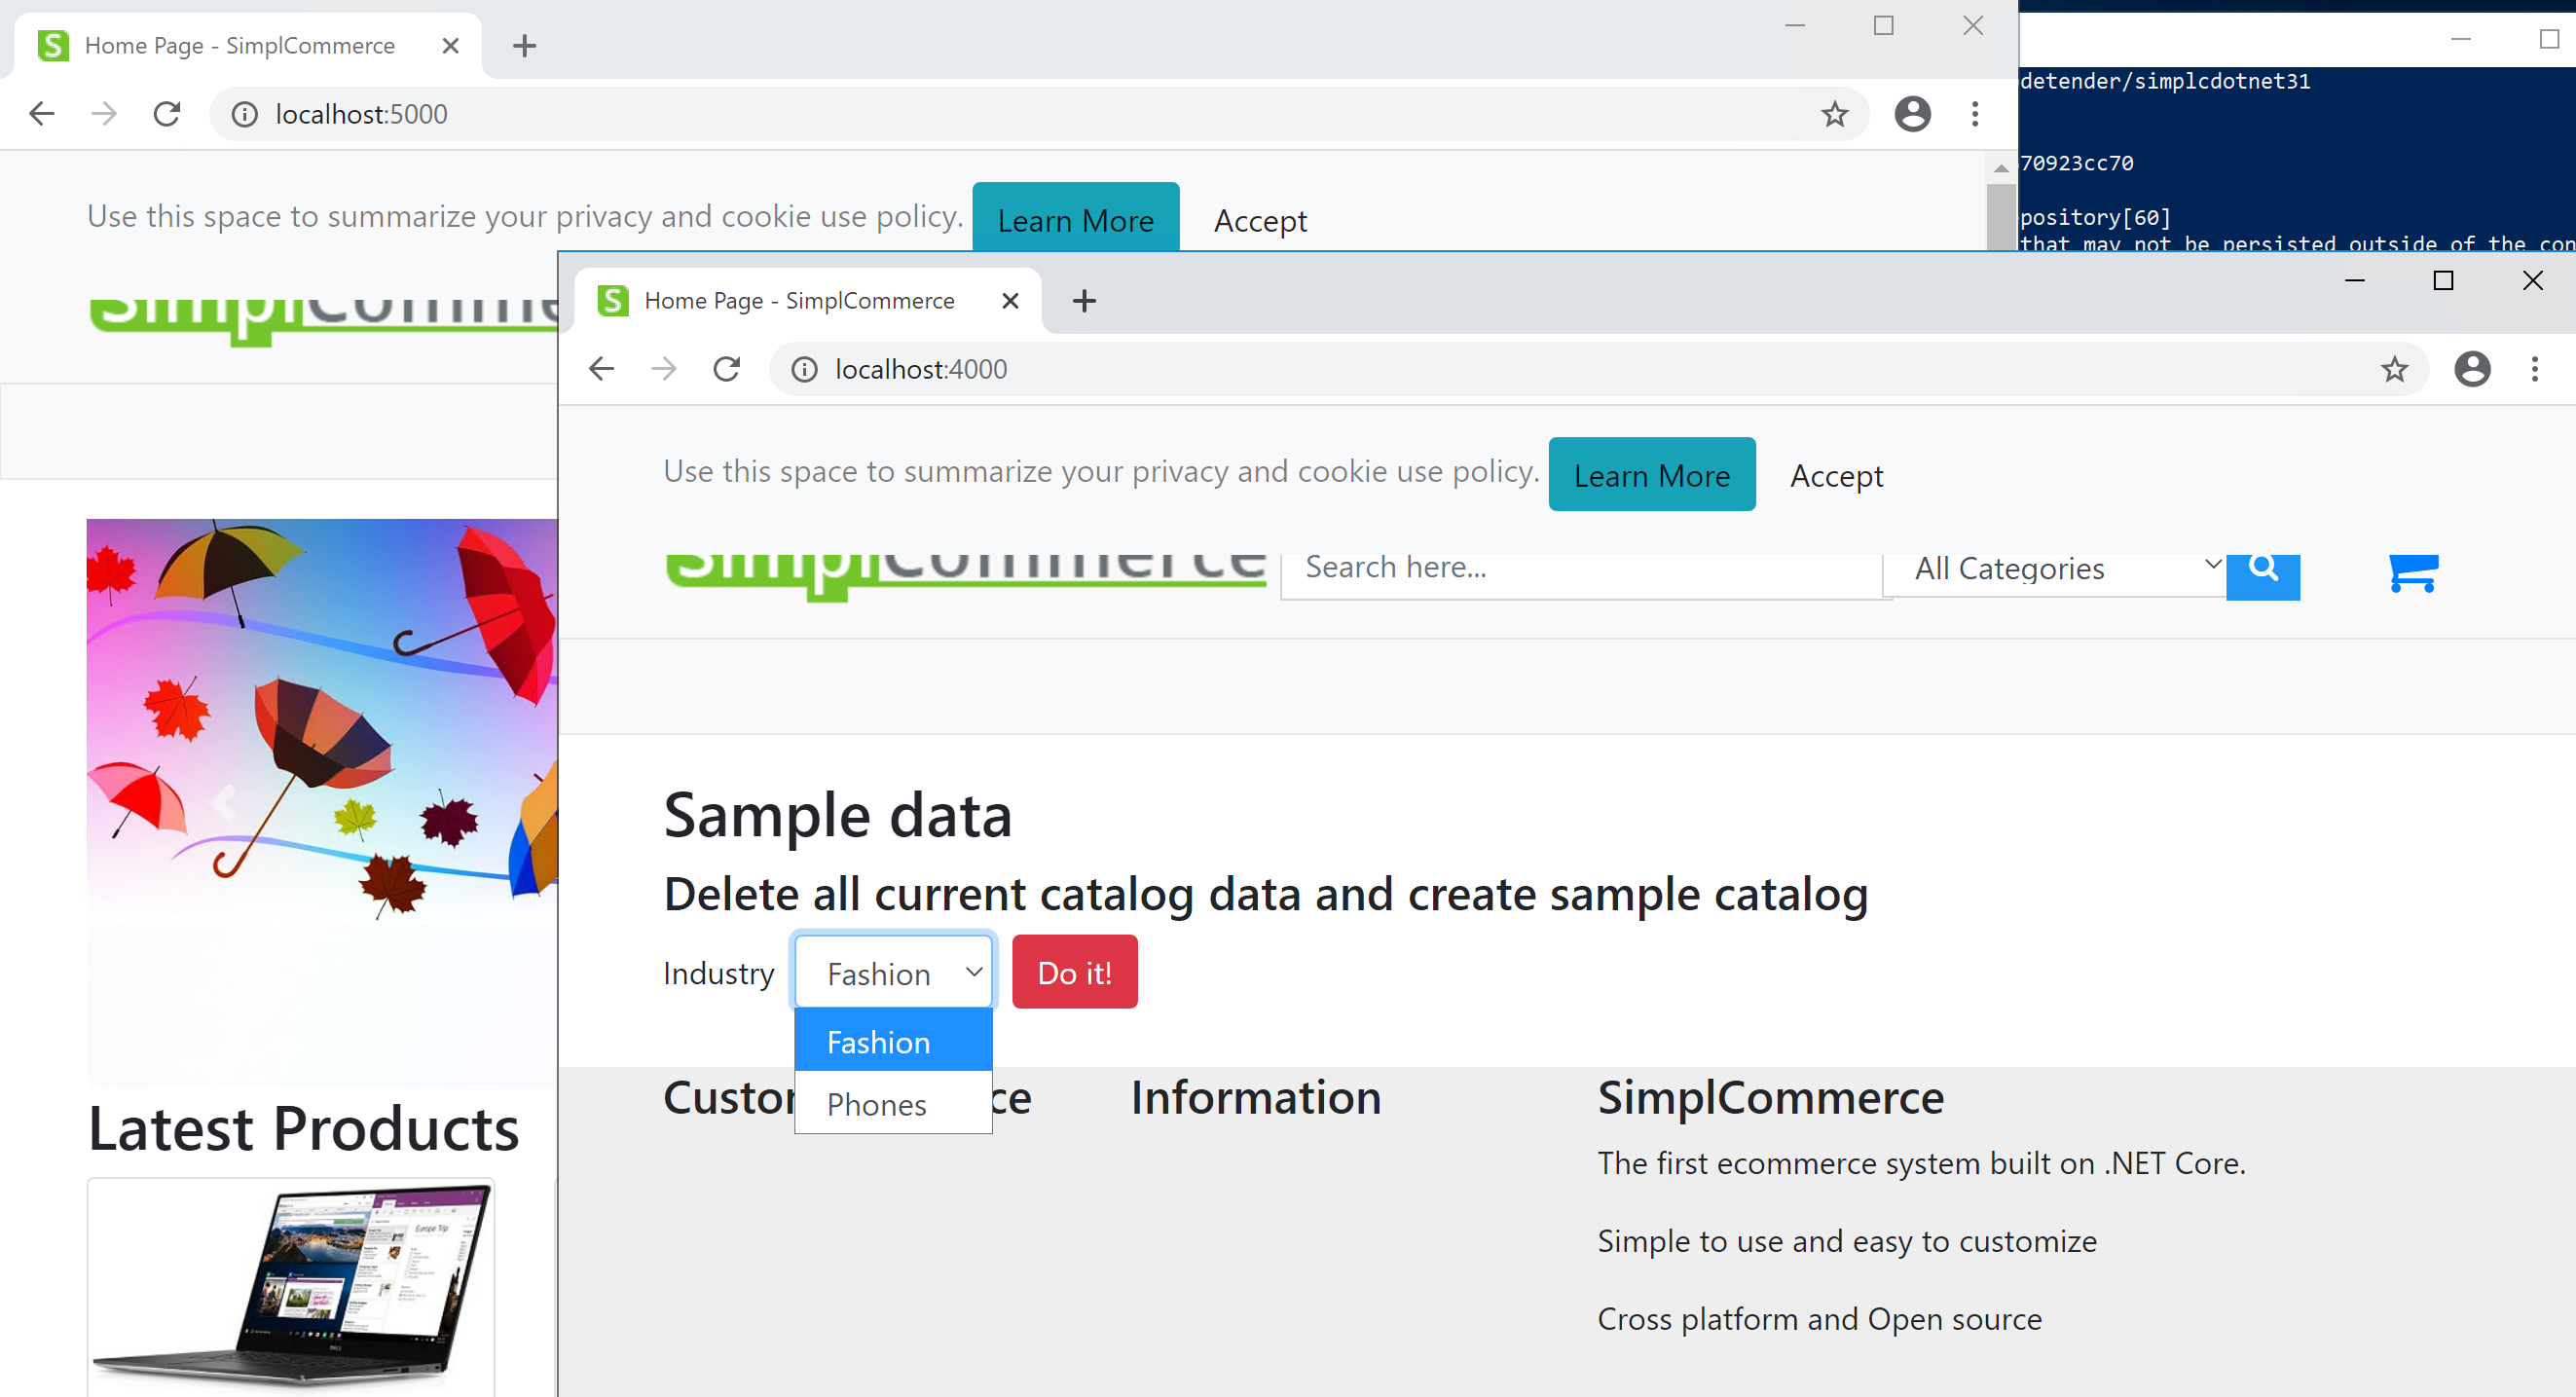 Home Page - SimplCommerce
localhost:5000
Use this space to summarize your privacy and cookie use policy. Learn More Accept
detender/simplcdotnet31
70923cc70
pository[60]
that may not be persisted outside of the con
Latest Products
Home Page - SimplCommerce
localhost:4000
Use this space to summarize your privacy and cookie use policy. Learn More Accept
SimplCommerce Search here... All Categories
Sample data
Delete all current catalog data and create sample catalog
Industry Fashion Do it!
Fashion
Phones
Information
SimplCommerce
The first ecommerce system built on .NET Core.
Simple to use and easy to customize
Cross platform and Open source